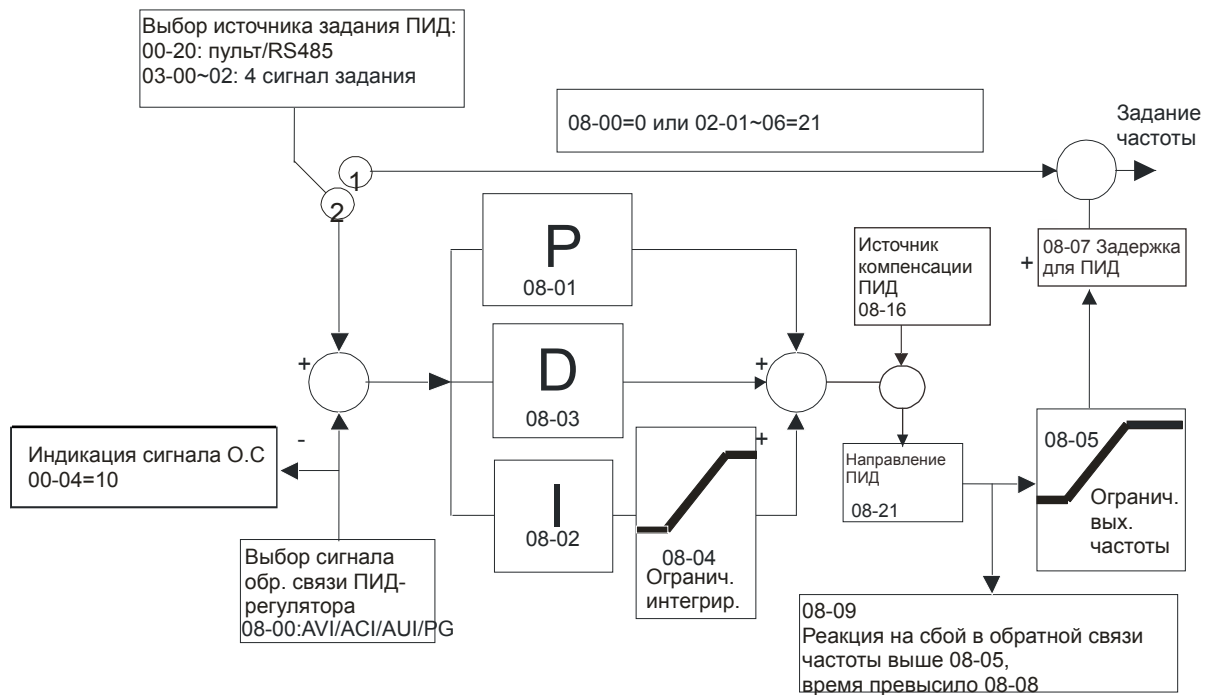 Выбор источника задания ПИД:
00-20: пульт/RS485
03-00~02: 4 сигнал задания
08-00=0 или 02-01~06=21
Задание
частоты
1
2
P
08-01
Источник
компенсации
ПИД
08-16
+
08-07 Задержка
для ПИД
+
D
08-03
+
-
Индикация сигнала О.С
00-04=10
I
08-02
+
08-04
Огранич.
интегрир.
Направление
ПИД
08-21
08-05
Огранич.
вых.
частоты
Выбор сигнала
обр. связи ПИД-
регулятора
08-00:AVI/ACI/AUI/PG
08-09
Реакция на сбой в обратной связи
частоты выше 08-05,
время превысило 08-08